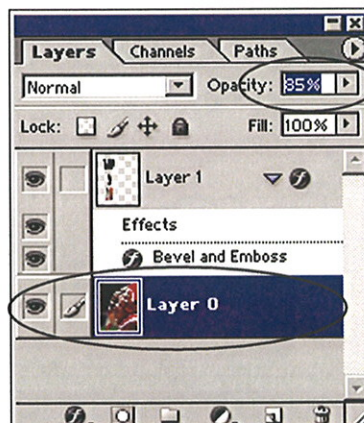 Layers Channels Paths
Normal Opacity: 85%
Lock: Fill: 100%
Layer 1
Effects
Bevel and Emboss
Layer 0